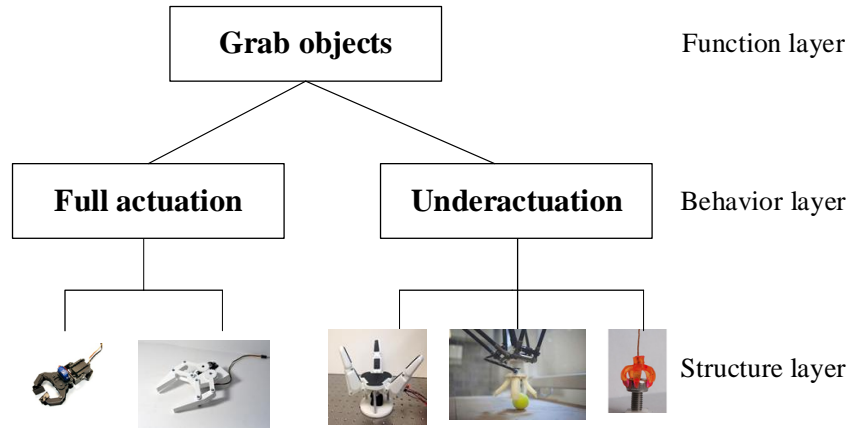 Grab objects
Function layer
Full actuation
Underactuation
Behavior layer
Structure layer